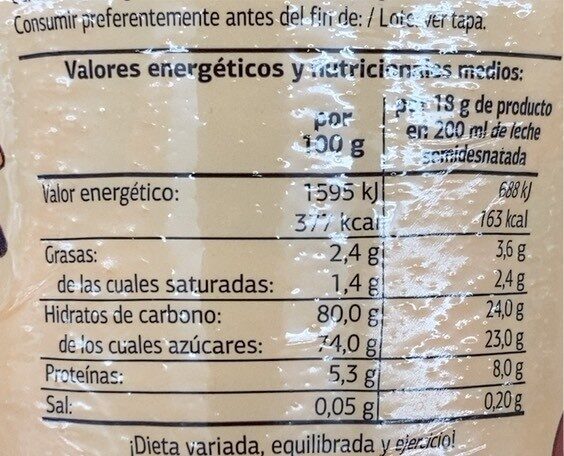 Consumir preferentemente antes del fin de: / Lote: ver tapa.
Valores energéticos y nutricionales medios:
por 100 g
por 18 g de producto en 200 ml de leche semidesnatada
Valor energético: 1595 kJ 688 kJ
377 kcal 163 kcal
Grasas: 2,4 g 3,6 g
de las cuales saturadas: 1,4 g 2,4 g
Hidratos de carbono: 80,0 g 24,0 g
de los cuales azúcares: 74,0 g 23,0 g
Proteínas: 5,3 g 8,0 g
Sal: 0,05 g 0,20 g
¡Dieta variada, equilibrada y ejercicio!